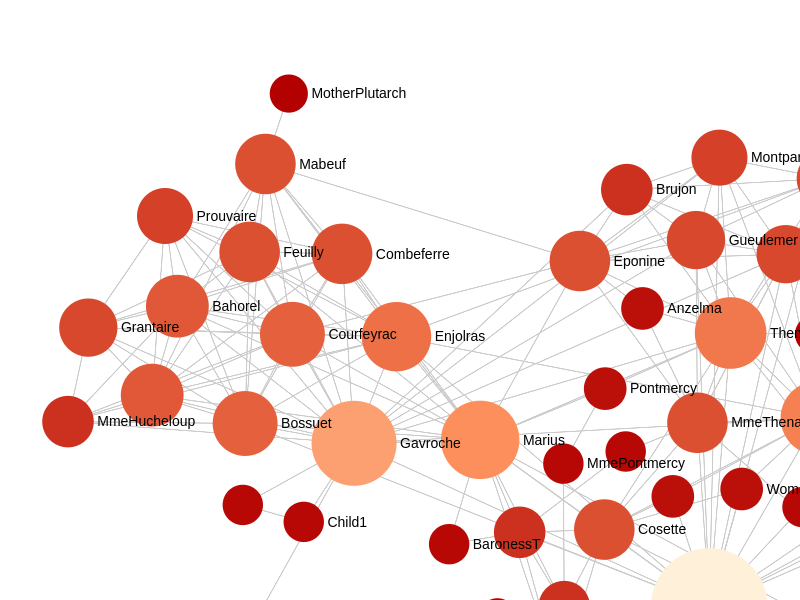 MotherPlutarch
Montpar
Mabeuf
Brujon
Prouvaire
Gueulemer
Feuilly
Combeferre
Eponine
Bahorel
Anzelma
Grantaire
Courfeyrac
Enjolras
Ther
Pontmercy
MmeHucheloup
Bossuet
MmeThena
Gavroche
Marius
MmePontmercy
Wom
Child1
Cosette
BaronessT